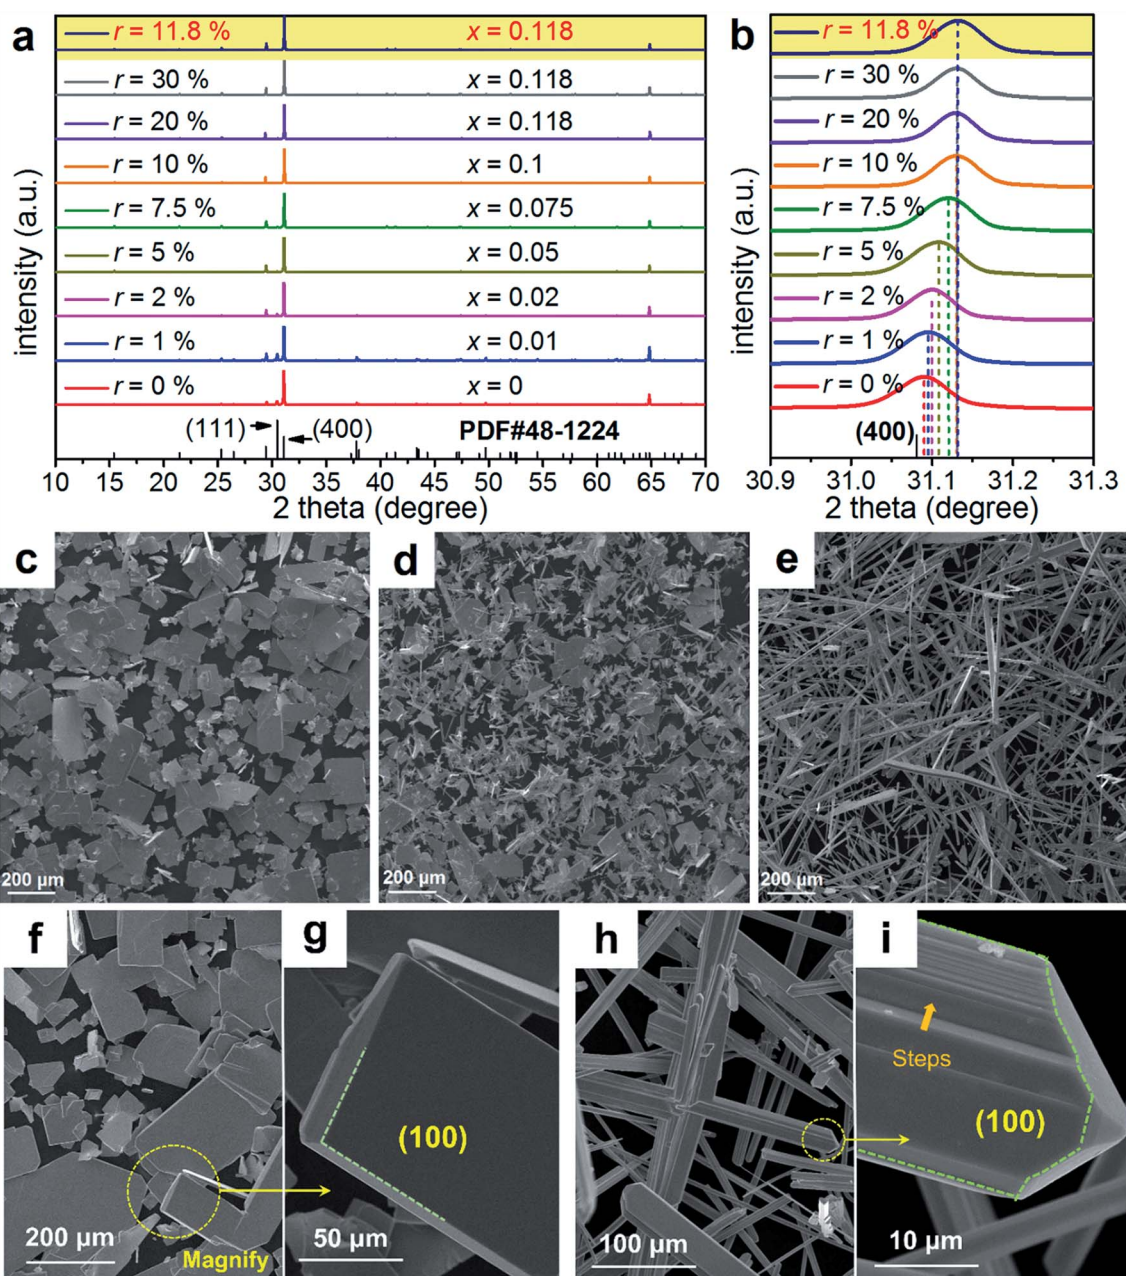 a
r = 11.8 % x = 0.118
r = 30 % x = 0.118
r = 20 % x = 0.118
r = 10 % x = 0.1
r = 7.5 % x = 0.075
r = 5 % x = 0.05
r = 2 % x = 0.02
r = 1 % x = 0.01
r = 0 % x = 0
(111) (400) PDF#48-1224
10 15 20 25 30 35 40 45 50 55 60 65 70
2 theta (degree)
intensity (a.u.)
b
r = 11.8 %
r = 30 %
r = 20 %
r = 10 %
r = 7.5 %
r = 5 %
r = 2 %
r = 1 %
r = 0 %
(400)
30.9 31.0 31.1 31.2 31.3
2 theta (degree)
intensity (a.u.)
c
200 µm
d
200 µm
e
200 µm
f
200 µm
Magnify
g
(100)
50 µm
h
100 µm
i
Steps
(100)
10 µm